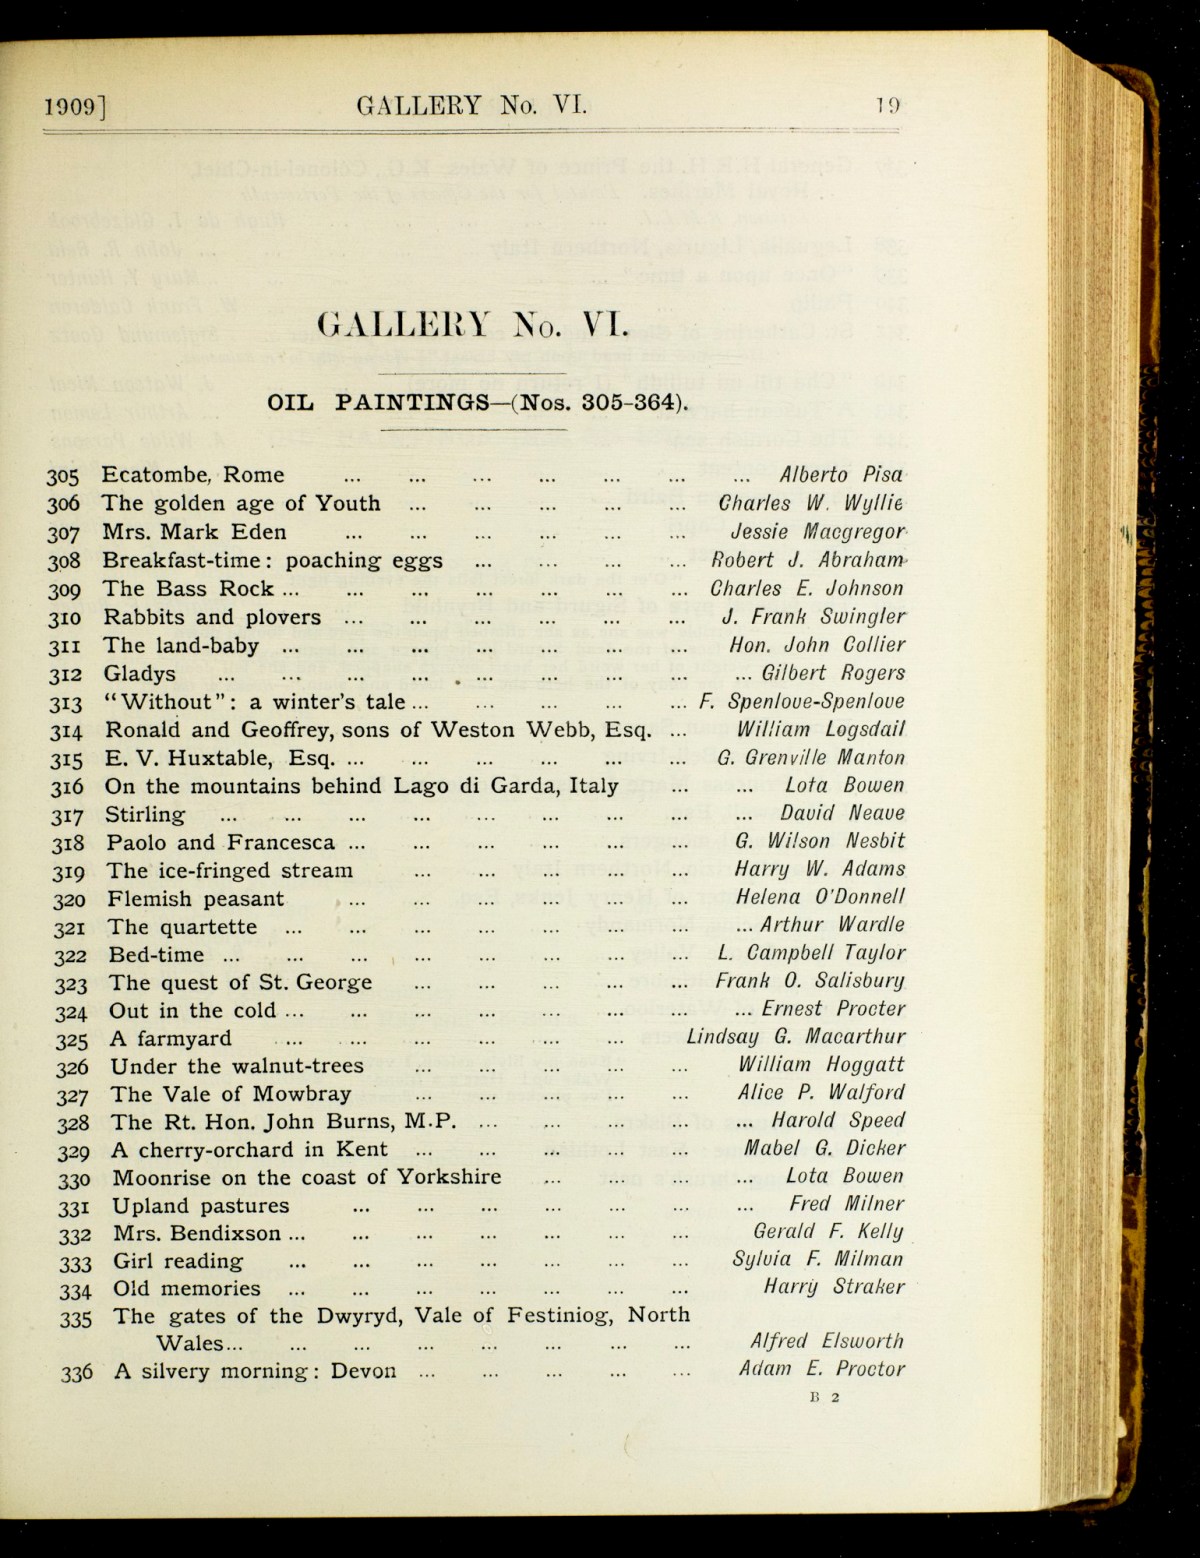 1909] GALLERY No. VI. 19
GALLERY No. VI.
OIL PAINTINGS—(Nos. 305-364).
305 Ecatombe, Rome ... ... ... ... ... ... ... Alberto Pisa
306 The golden age of Youth ... ... ... ... ... Charles W. Wyllie
307 Mrs. Mark Eden ... ... ... ... ... ... Jessie Macgregor
308 Breakfast-time: poaching eggs ... ... ... ... Robert J. Abraham
309 The Bass Rock ... ... ... ... ... ... ... Charles E. Johnson
310 Rabbits and plovers ... ... ... ... ... ... J. Frank Swingler
311 The land-baby ... ... ... ... ... ... ... Hon. John Collier
312 Gladys ... ... ... ... ... ... ... ... ... Gilbert Rogers
313 "Without": a winter's tale ... ... ... ... ... F. Spenlove-Spenlove
314 Ronald and Geoffrey, sons of Weston Webb, Esq. ... William Logsdail
315 E. V. Huxtable, Esq. ... ... ... ... ... ... G. Grenville Manton
316 On the mountains behind Lago di Garda, Italy ... ... Lota Bowen
317 Stirling ... ... ... ... ... ... ... ... ... David Neave
318 Paolo and Francesca ... ... ... ... ... ... G. Wilson Nesbit
319 The ice-fringed stream ... ... ... ... ... Harry W. Adams
320 Flemish peasant ... ... ... ... ... ... Helena O'Donnell
321 The quartette ... ... ... ... ... ... ... ... Arthur Wardle
322 Bed-time ... ... ... ... ... ... ... ... L. Campbell Taylor
323 The quest of St. George ... ... ... ... ... Frank O. Salisbury
324 Out in the cold ... ... ... ... ... ... ... ... Ernest Procter
325 A farmyard ... ... ... ... ... ... Lindsay G. Macarthur
326 Under the walnut-trees ... ... ... ... ... William Hoggatt
327 The Vale of Mowbray ... ... ... ... ... Alice P. Walford
328 The Rt. Hon. John Burns, M.P. ... ... ... ... ... Harold Speed
329 A cherry-orchard in Kent ... ... ... ... ... Mabel G. Dicker
330 Moonrise on the coast of Yorkshire ... ... ... ... Lota Bowen
331 Upland pastures ... ... ... ... ... ... ... Fred Milner
332 Mrs. Bendixson ... ... ... ... ... ... ... Gerald F. Kelly
333 Girl reading ... ... ... ... ... ... ... Sylvia F. Milman
334 Old memories ... ... ... ... ... ... ... Harry Straker
335 The gates of the Dwyryd, Vale of Festiniog, North
Wales... ... ... ... ... ... ... ... Alfred Elsworth
336 A silvery morning: Devon ... ... ... ... ... Adam E. Proctor
B 2